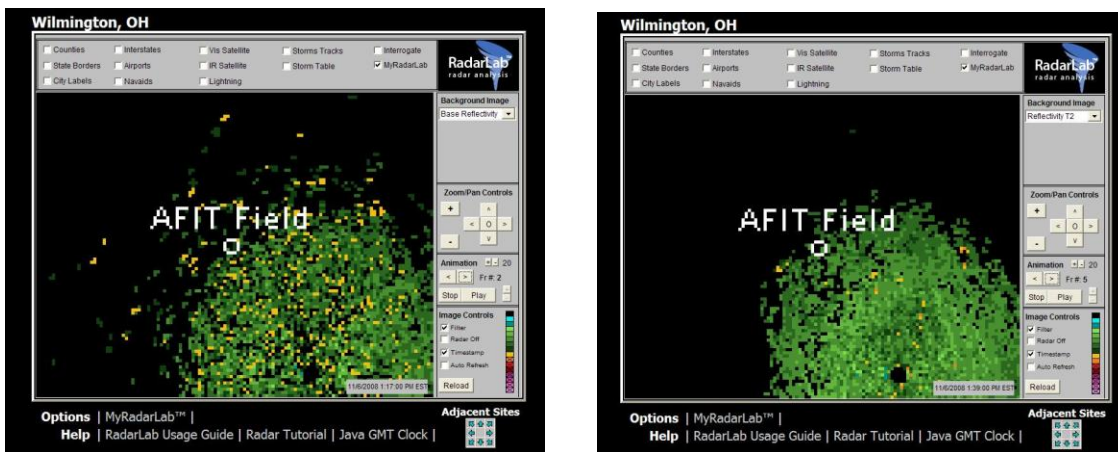 Wilmington, OH
Counties Interstates Vis Satellite Storms Tracks Interrogate
State Borders Airports IR Satellite Storm Table MyRadarLab
City Labels Navaids Lightning
RadarLab
radar analysis
Background Image
Base Reflectivity
Zoom/Pan Controls
+ ^
< O >
- v
AFIT Field
Animation + - 20
< > Fr #: 2
Stop Play
Image Controls
Filter
Radar Off
Timestamp
Auto Refresh
Reload
11/6/2008 1:17:00 PM EST
Options | MyRadarLab™ |
Help | RadarLab Usage Guide | Radar Tutorial | Java GMT Clock |
Adjacent Sites
Wilmington, OH
Counties Interstates Vis Satellite Storms Tracks Interrogate
State Borders Airports IR Satellite Storm Table MyRadarLab
City Labels Navaids Lightning
RadarLab
radar analysis
Background Image
Reflectivity T2
Zoom/Pan Controls
+ ^
< O >
- v
AFIT Field
Animation + - 20
< > Fr #: 5
Stop Play
Image Controls
Filter
Radar Off
Timestamp
Auto Refresh
Reload
11/6/2008 1:39:00 PM EST
Options | MyRadarLab™ |
Help | RadarLab Usage Guide | Radar Tutorial | Java GMT Clock |
Adjacent Sites